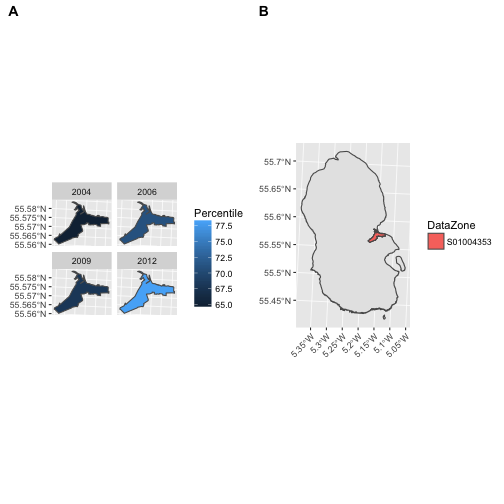 A
B
2004
2006
55.58°N
55.575°N
55.57°N
55.565°N
55.56°N
2009
2012
55.58°N
55.575°N
55.57°N
55.565°N
55.56°N
Percentile
77.5
75.0
72.5
70.0
67.5
65.0
55.7°N
55.65°N
55.6°N
55.55°N
55.5°N
55.45°N
5.35°W
5.3°W
5.25°W
5.2°W
5.15°W
5.1°W
5.05°W
DataZone
S01004353